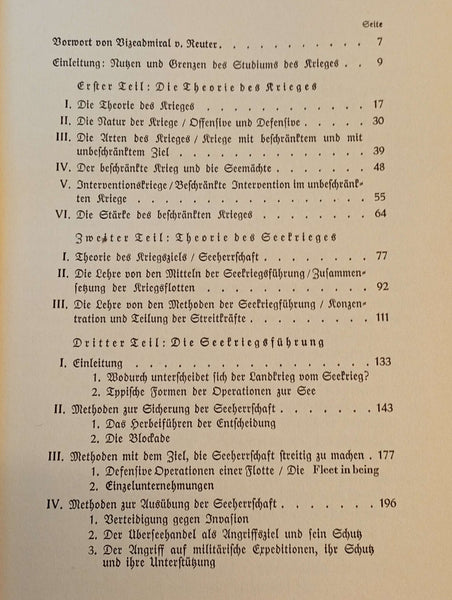 Seite
Vorwort von Vizeadmiral v. Reuter . . . . . . . . . . . . 7
Einleitung: Nutzen und Grenzen des Studiums des Krieges . . . 9
Erster Teil: Die Theorie des Krieges
I. Die Theorie des Krieges . . . . . . . . . . . . 17
II. Die Natur der Kriege / Offensive und Defensive . . . . . 30
III. Die Arten des Krieges / Kriege mit beschränktem und mit
unbeschränktem Ziel . . . . . . . . . . . . 39
IV. Der beschränkte Krieg und die Seemächte . . . . . . 48
V. Interventionskriege / Beschränkte Intervention im unbeschränk-
ten Kriege . . . . . . . . . . . . 55
VI. Die Stärke des beschränkten Krieges . . . . . . . . 64
Zweiter Teil: Theorie des Seekrieges
I. Theorie des Kriegsziels / Seeherrschaft . . . . . . . . 77
II. Die Lehre von den Mitteln der Seekriegsführung / Zusammen-
setzung der Kriegsflotten . . . . . . . . . . 92
III. Die Lehre von den Methoden der Seekriegführung / Konzen-
tration und Teilung der Streitkräfte . . . . . . . . 111
Dritter Teil: Die Seekriegsführung
I. Einleitung . . . . . . . . . . . . 133
1. Wodurch unterscheidet sich der Landkrieg vom Seekrieg?
2. Typische Formen der Operationen zur See
II. Methoden zur Sicherung der Seeherrschaft . . . . . . . 143
1. Das Herbeiführen der Entscheidung
2. Die Blockade
III. Methoden mit dem Ziel, die Seeherrschaft streitig zu machen . 177
1. Defensive Operationen einer Flotte / Die Fleet in being
2. Einzelunternehmungen
IV. Methoden zur Ausübung der Seeherrschaft . . . . . . . 196
1. Verteidigung gegen Invasion
2. Der Überseehandel als Angriffsziel und sein Schutz
3. Der Angriff auf militärische Expeditionen, ihr Schutz
und ihre Unterstützung